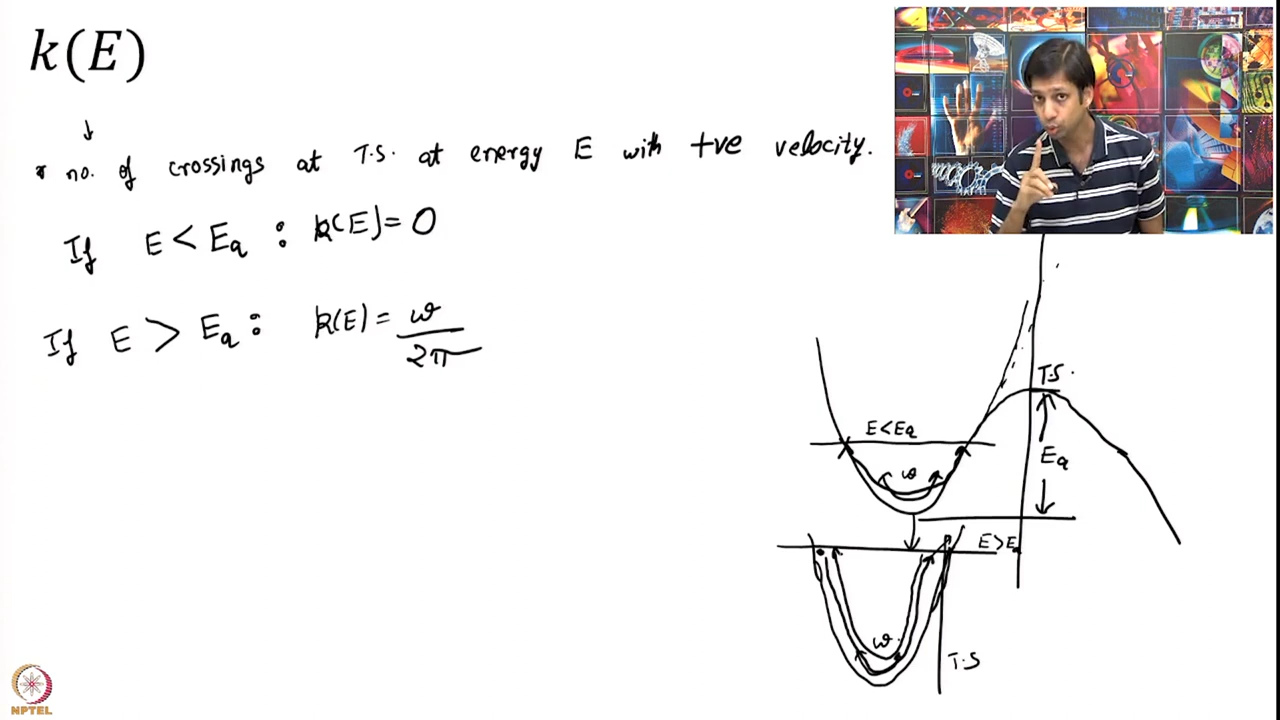 k(E)
no. of crossings at T.S. at energy E with +ve velocity.
If E < Ea : k(E) = 0
If E > Ea : k(E) = ω/2π
T.S.
E<Ea
Ea
ω
E>Ea
ω
T.S
NPTEL